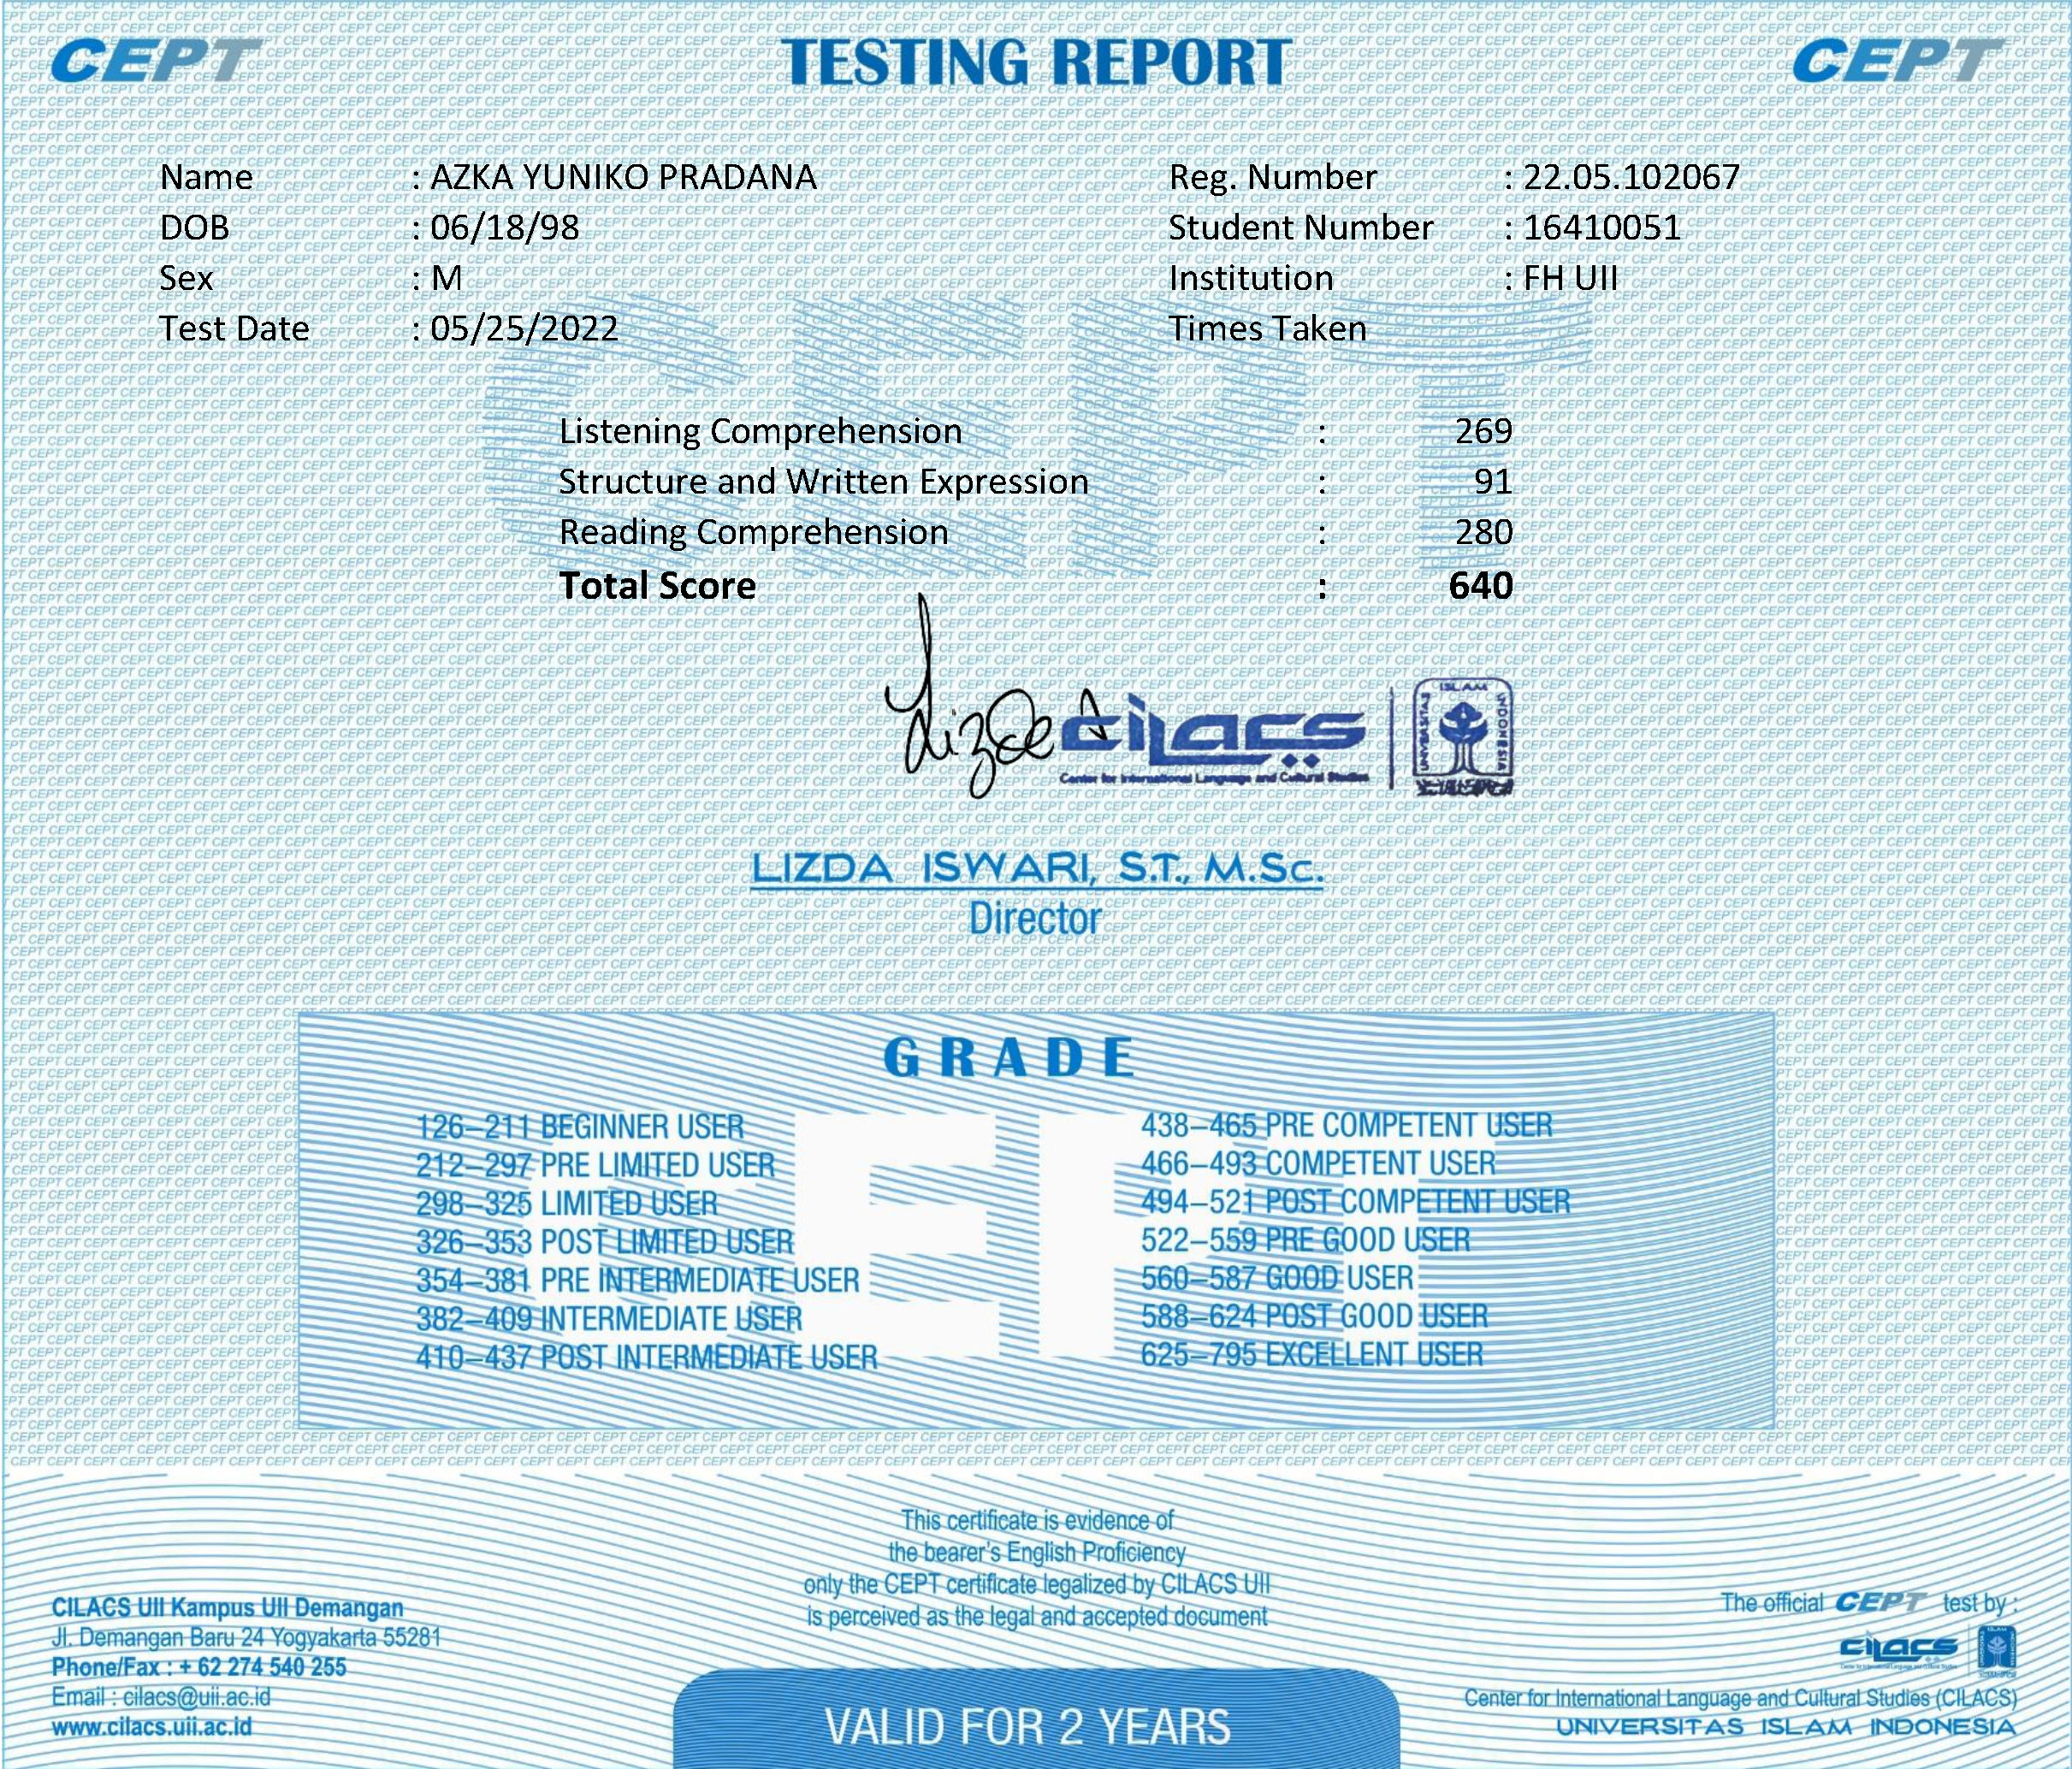 CEPT TESTING REPORT CEPT
Name : AZKA YUNIKO PRADANA
DOB : 06/18/98
Sex : M
Test Date : 05/25/2022
Reg. Number : 22.05.102067
Student Number : 16410051
Institution : FH UII
Times Taken
Listening Comprehension : 269
Structure and Written Expression : 91
Reading Comprehension : 280
Total Score : 640
Lizda
cilacs
Center for International Language and Cultural Studies
UNIVERSITAS ISLAM INDONESIA
LIZDA ISWARI, S.T., M.Sc.
Director
GRADE
126–211 BEGINNER USER
212–297 PRE LIMITED USER
298–325 LIMITED USER
326–353 POST LIMITED USER
354–381 PRE INTERMEDIATE USER
382–409 INTERMEDIATE USER
410–437 POST INTERMEDIATE USER
438–465 PRE COMPETENT USER
466–493 COMPETENT USER
494–521 POST COMPETENT USER
522–559 PRE GOOD USER
560–587 GOOD USER
588–624 POST GOOD USER
625–795 EXCELLENT USER
This certificate is evidence of
the bearer's English Proficiency
only the CEPT certificate legalized by CILACS UII
is perceived as the legal and accepted document
CILACS UII Kampus UII Demangan
Jl. Demangan Baru 24 Yogyakarta 55281
Phone/Fax : + 62 274 540 255
Email : cilacs@uii.ac.id
www.cilacs.uii.ac.id
VALID FOR 2 YEARS
The official CEPT test by :
cilacs
Center for International Language and Cultural Studies (CILACS)
UNIVERSITAS ISLAM INDONESIA